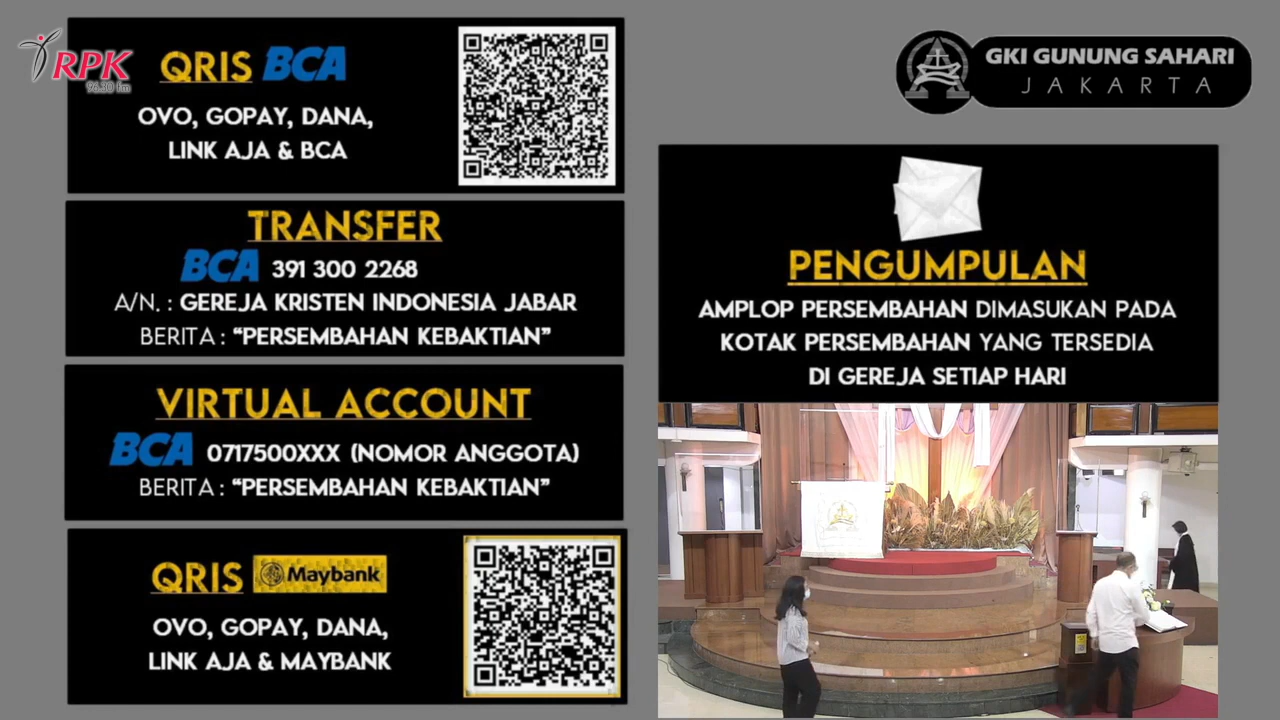 RPK
96.30 fm
QRIS BCA
OVO, GOPAY, DANA,
LINK AJA & BCA
TRANSFER
BCA 391 300 2268
A/N. : GEREJA KRISTEN INDONESIA JABAR
BERITA : “PERSEMBAHAN KEBAKTIAN”
VIRTUAL ACCOUNT
BCA 0717500XXX (NOMOR ANGGOTA)
BERITA : “PERSEMBAHAN KEBAKTIAN”
QRIS Maybank
OVO, GOPAY, DANA,
LINK AJA & MAYBANK
GKI GUNUNG SAHARI
JAKARTA
PENGUMPULAN
AMPLOP PERSEMBAHAN DIMASUKAN PADA
KOTAK PERSEMBAHAN YANG TERSEDIA
DI GEREJA SETIAP HARI